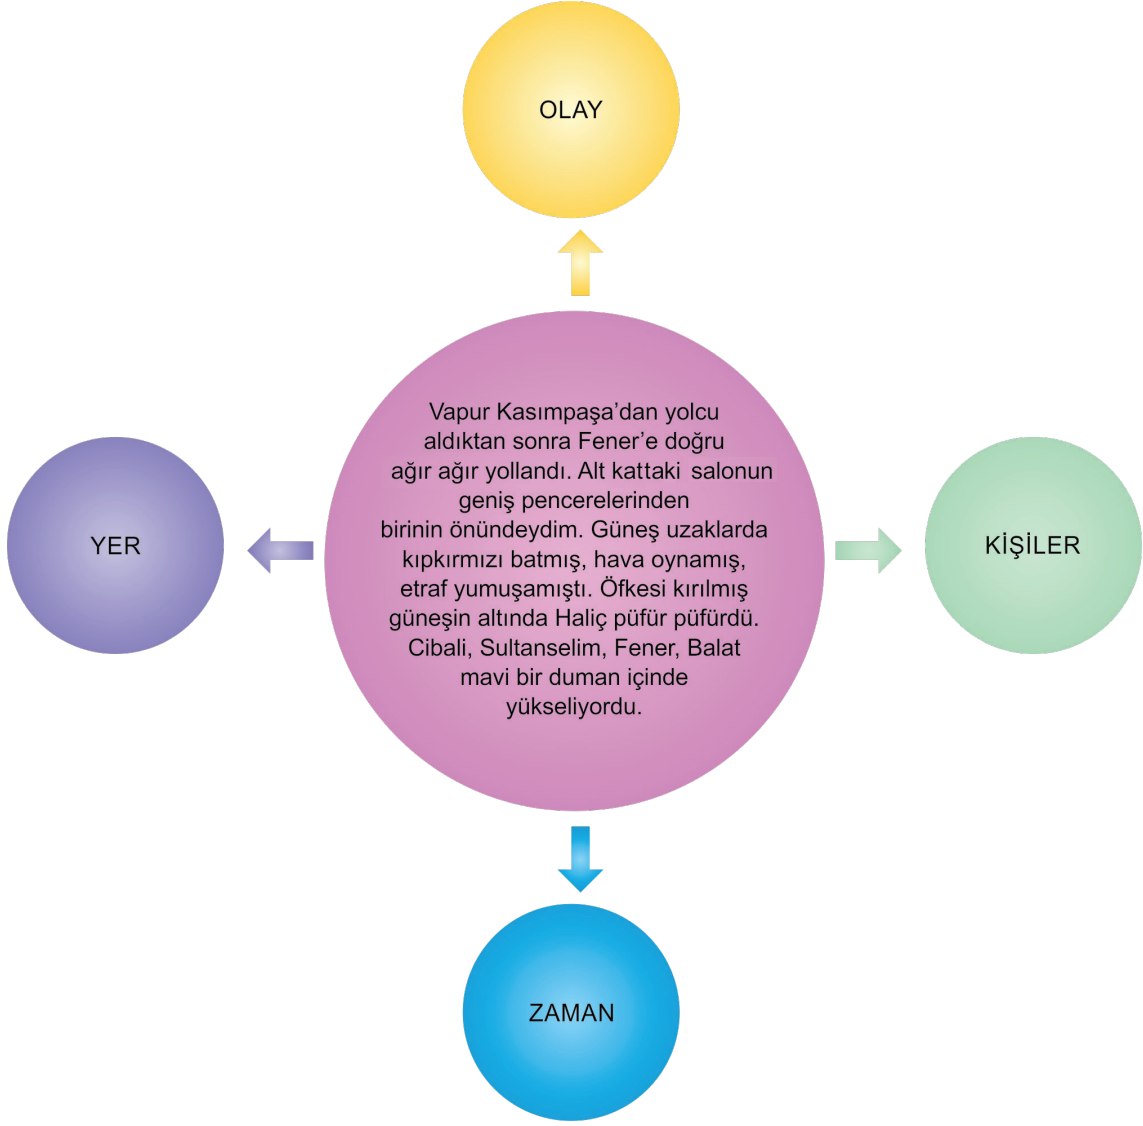 OLAY
Vapur Kasımpaşa’dan yolcu
aldıktan sonra Fener’e doğru
ağır ağır yollandı. Alt kattaki salonun
geniş pencerelerinden
birinin önündeydim. Güneş uzaklarda
kıpkırmızı batmış, hava oynamış,
etraf yumuşamıştı. Öfkesi kırılmış
güneşin altında Haliç püfür püfürdü.
Cibali, Sultanselim, Fener, Balat
mavi bir duman içinde
yükseliyordu.
YER
KİŞİLER
ZAMAN